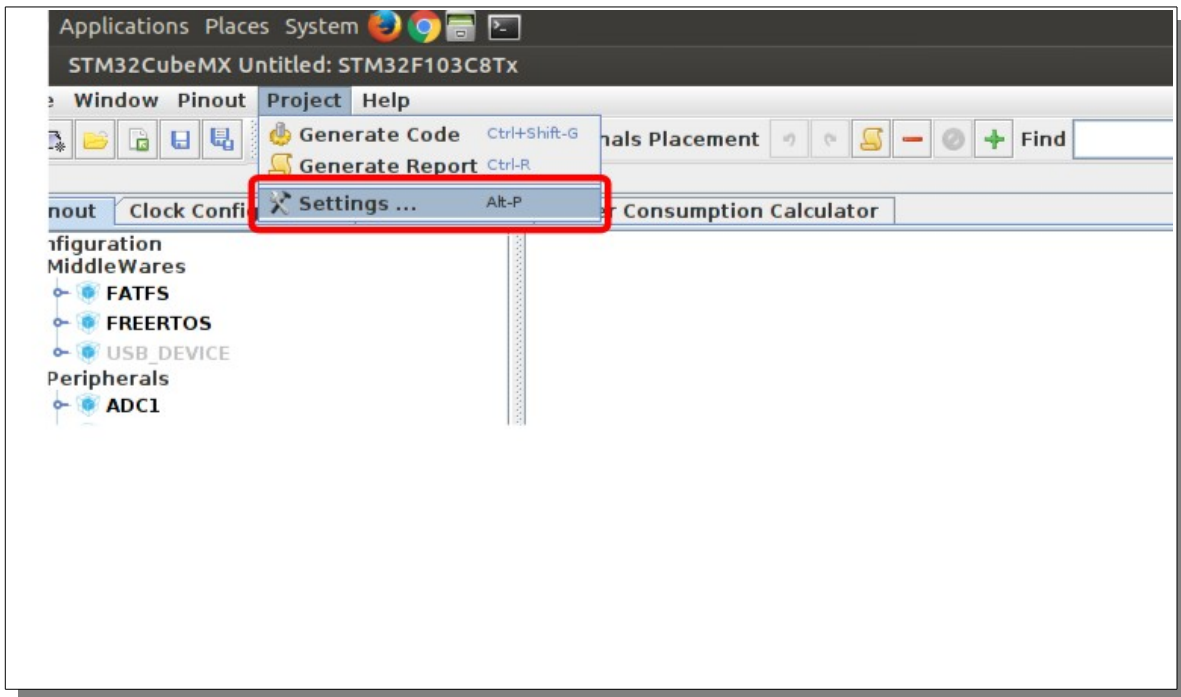 Applications Places System
STM32CubeMX Untitled: STM32F103C8Tx
e Window Pinout Project Help
Generate Code Ctrl+Shift-G
nals Placement Find
Generate Report Ctrl-R
Settings ... Alt-P
nout Clock Config
r Consumption Calculator
nfiguration
MiddleWares
FATFS
FREERTOS
USB_DEVICE
Peripherals
ADC1